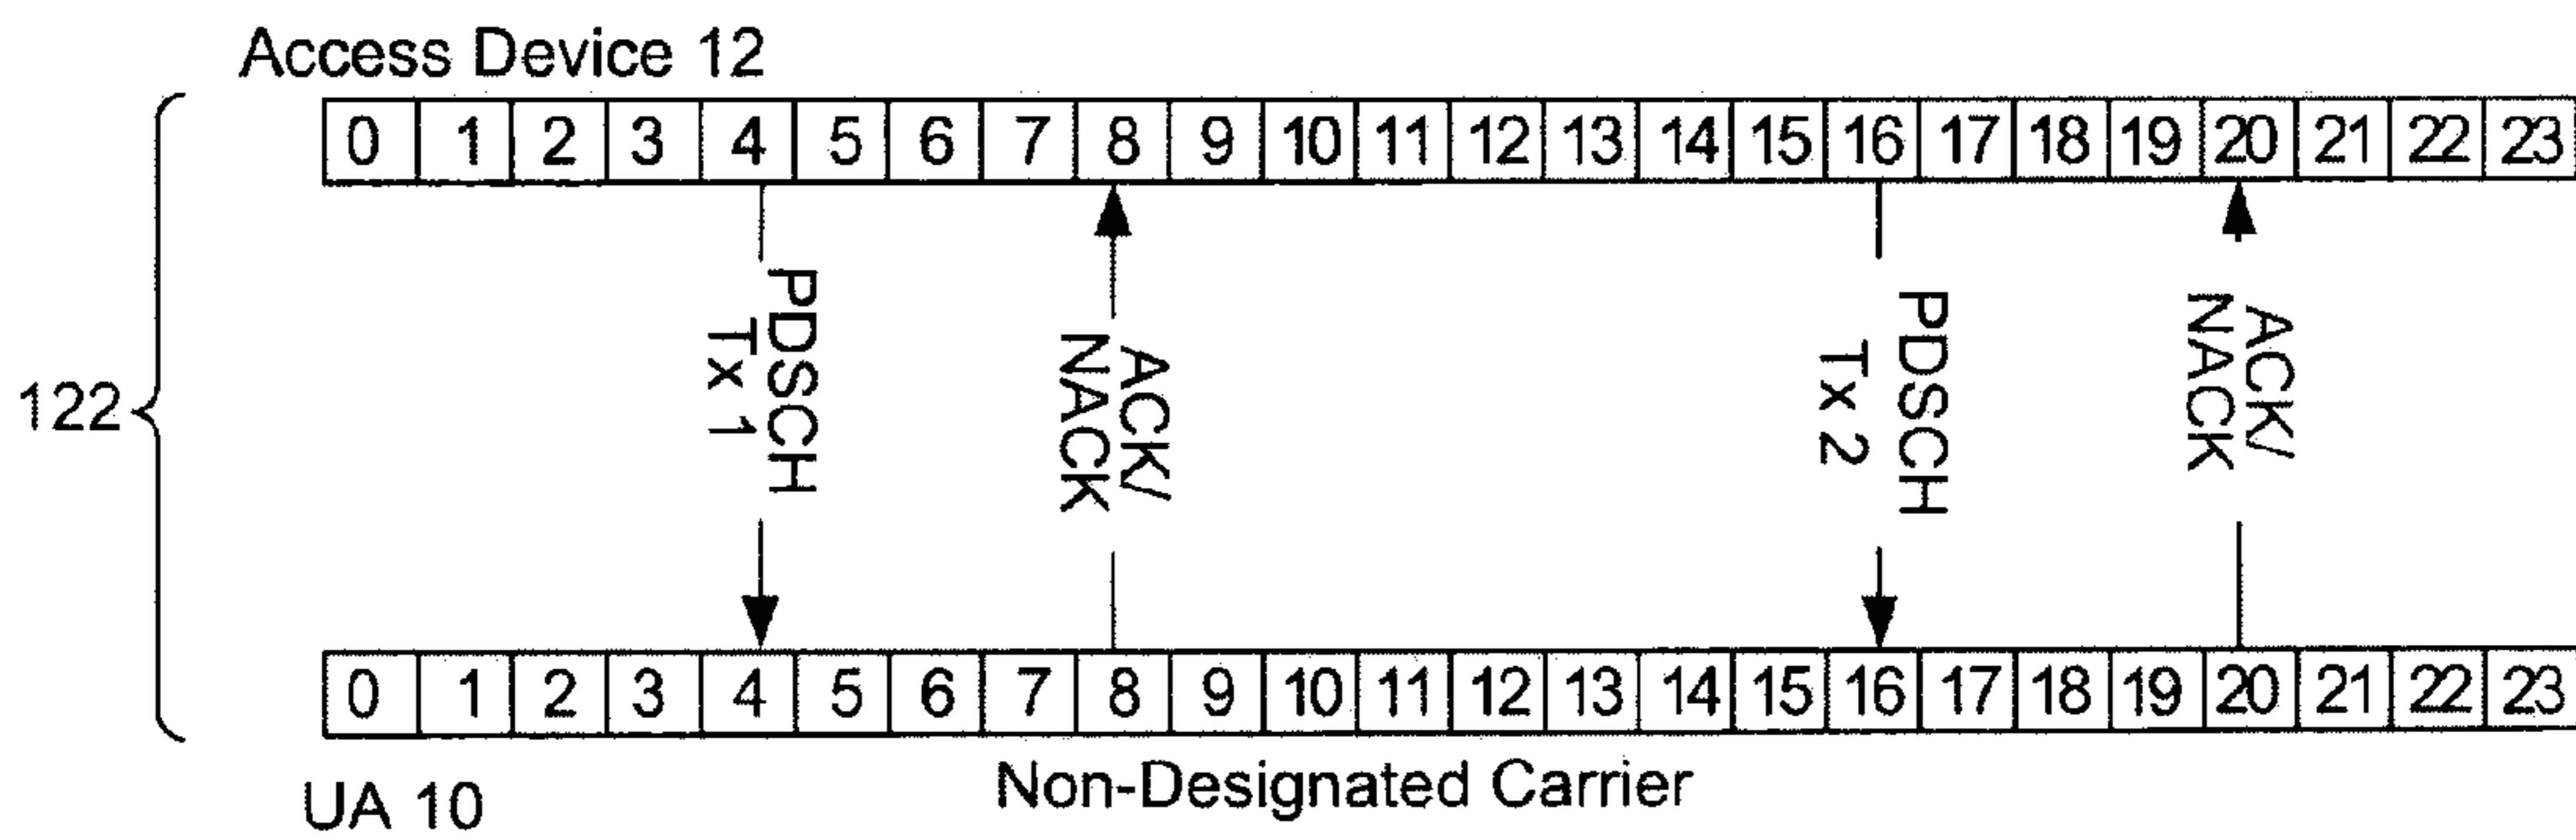 Access Device 12
0 1 2 3 4 5 6 7 8 9 10 11 12 13 14 15 16 17 18 19 20 21 22 23
122
PDSCH
Tx 1
ACK/
NACK
PDSCH
Tx 2
ACK/
NACK
0 1 2 3 4 5 6 7 8 9 10 11 12 13 14 15 16 17 18 19 20 21 22 23
UA 10
Non-Designated Carrier